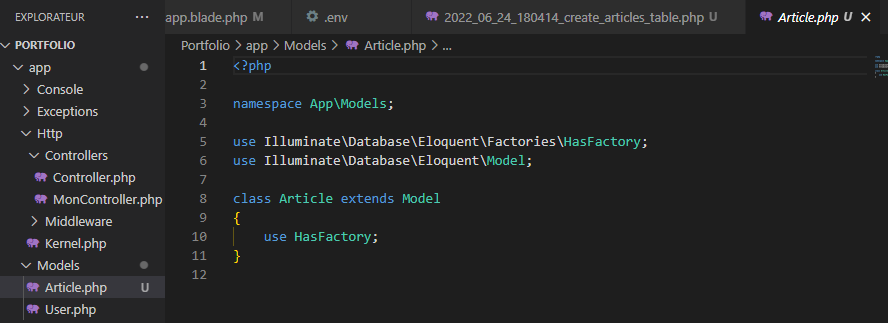 EXPLORATEUR
PORTFOLIO
app
Console
Exceptions
Http
Controllers
Controller.php
MonController.php
Middleware
Kernel.php
Models
Article.php U
User.php
app.blade.php M
.env
2022_06_24_180414_create_articles_table.php U
Article.php U
Portfolio > app > Models > Article.php > ...
1 <?php
2
3 namespace App\Models;
4
5 use Illuminate\Database\Eloquent\Factories\HasFactory;
6 use Illuminate\Database\Eloquent\Model;
7
8 class Article extends Model
9 {
10 use HasFactory;
11 }
12